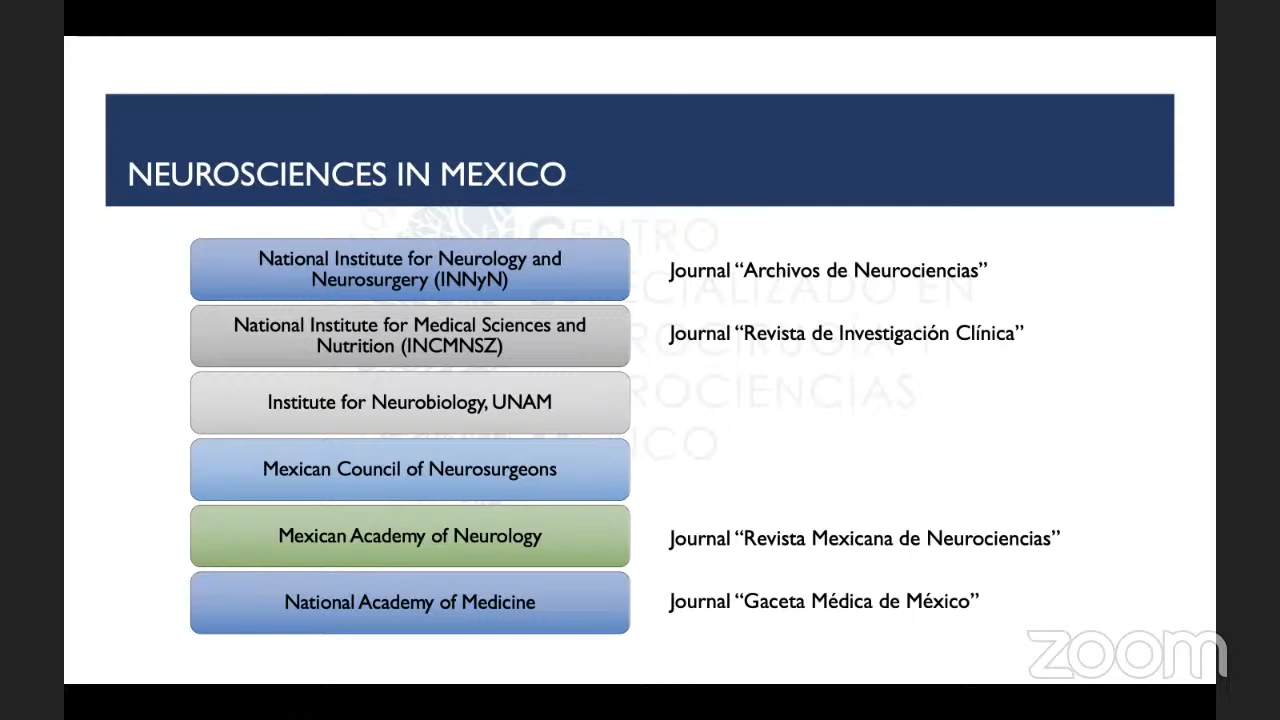 NEUROSCIENCES IN MEXICO
CENTRO
National Institute for Neurology and
Neurosurgery (INNyN)
Journal “Archivos de Neurociencias”
National Institute for Medical Sciences and
Nutrition (INCMNSZ)
Journal “Revista de Investigación Clínica”
Institute for Neurobiology, UNAM
Mexican Council of Neurosurgeons
Mexican Academy of Neurology
Journal “Revista Mexicana de Neurociencias”
National Academy of Medicine
Journal “Gaceta Médica de México”
zoom